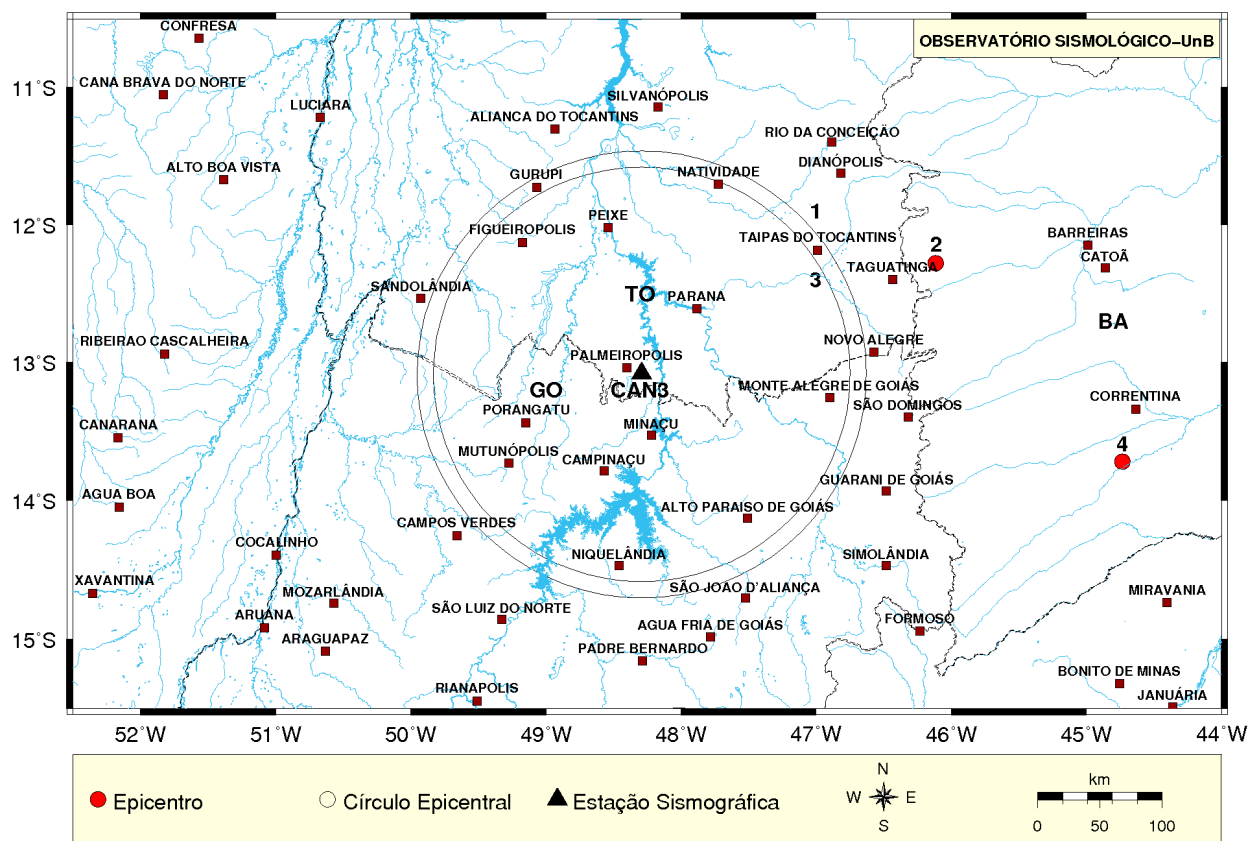 CONFRESA
OBSERVATÓRIO SISMOLÓGICO–UnB
11°S
CANA BRAVA DO NORTE
LUCIARA
SILVANÓPOLIS
ALIANCA DO TOCANTINS
RIO DA CONCEIÇÃO
ALTO BOA VISTA
DIANÓPOLIS
GURUPI
NATIVIDADE
12°S
1
PEIXE
FIGUEIROPOLIS
TAIPAS DO TOCANTINS
BARREIRAS
2
CATOÃ
TAGUATINGA
3
SANDOLÂNDIA
TO
PARANA
BA
13°S
RIBEIRAO CASCALHEIRA
NOVO ALEGRE
PALMEIROPOLIS
GO
CAN3
MONTE ALEGRE DE GOIÁS
CORRENTINA
PORANGATU
SÃO DOMINGOS
CANARANA
MINAÇU
4
MUTUNÓPOLIS
CAMPINAÇU
GUARANI DE GOIÁS
14°S
AGUA BOA
ALTO PARAISO DE GOIÁS
CAMPOS VERDES
COCALINHO
NIQUELÂNDIA
SIMOLÂNDIA
XAVANTINA
MOZARLÂNDIA
SÃO JOAO D'ALIANÇA
MIRAVANIA
ARUANA
SÃO LUIZ DO NORTE
FORMOSO
15°S
ARAGUAPAZ
AGUA FRIA DE GOIÁS
PADRE BERNARDO
BONITO DE MINAS
RIANAPOLIS
JANUÁRIA
52°W 51°W 50°W 49°W 48°W 47°W 46°W 45°W 44°W
Epicentro
Círculo Epicentral
Estação Sismográfica
N
W E
S
km
0 50 100